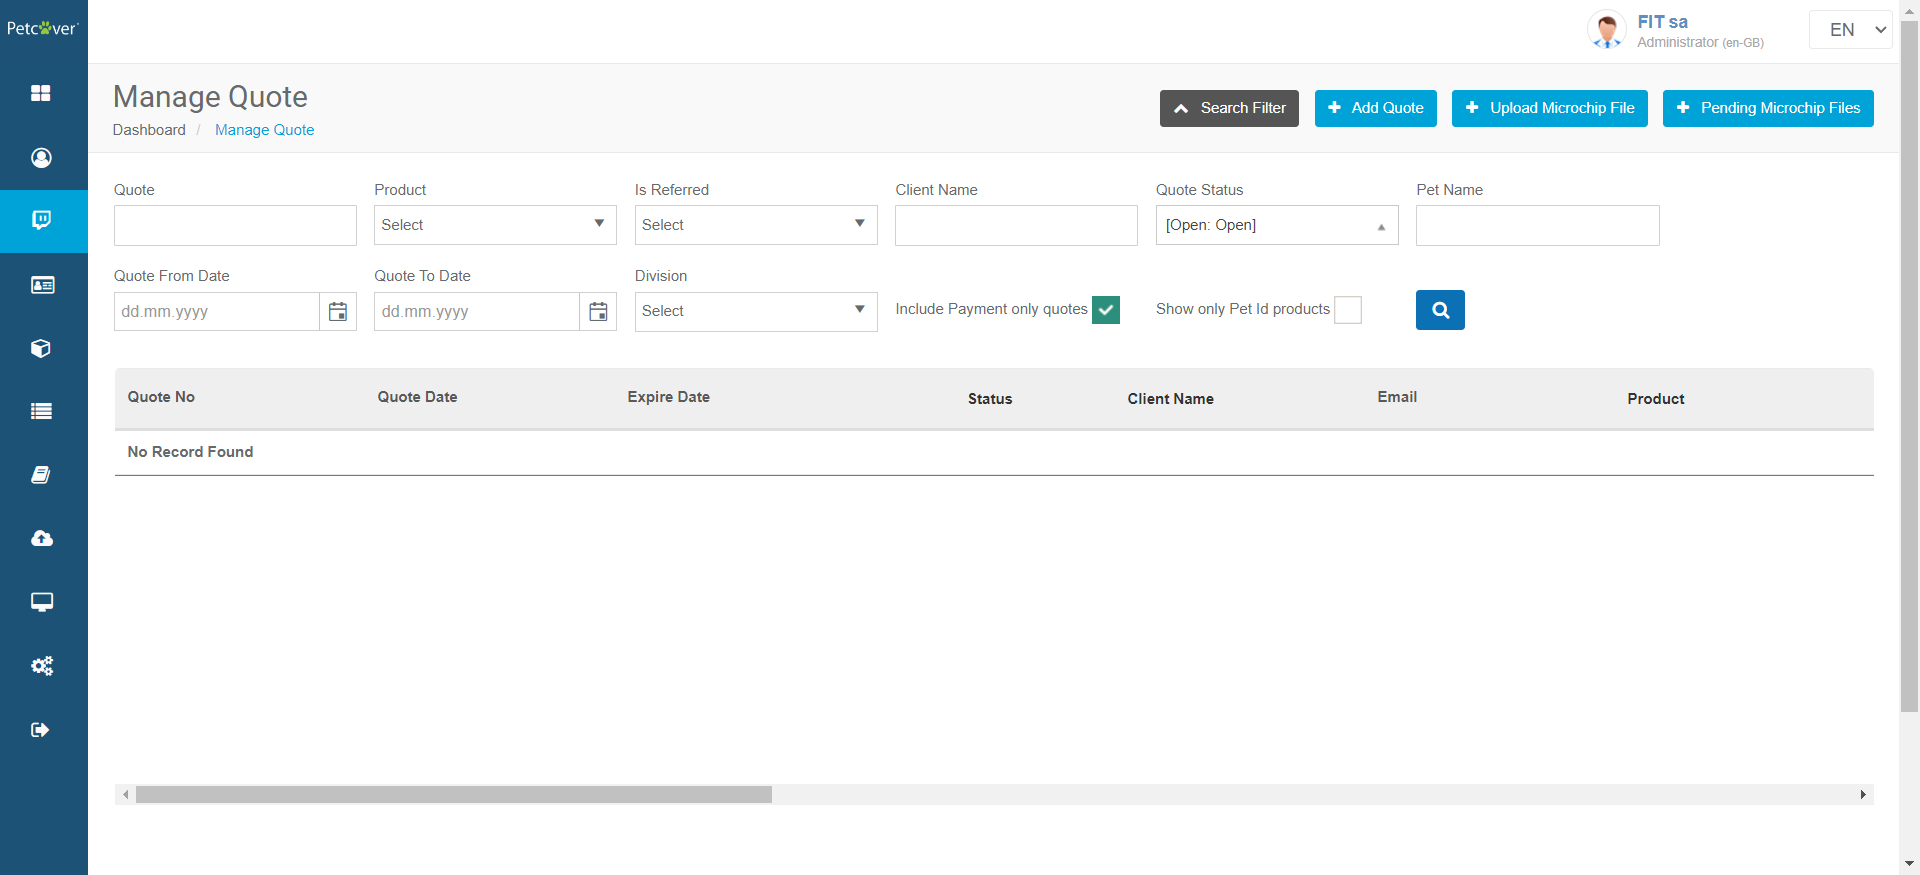 Petcover
FIT sa
Administrator (en-GB)
EN
Manage Quote
Dashboard / Manage Quote
Search Filter
Add Quote
Upload Microchip File
Pending Microchip Files
Quote
Product
Is Referred
Client Name
Quote Status
Pet Name
Select
Select
[Open: Open]
Quote From Date
Quote To Date
Division
dd.mm.yyyy
dd.mm.yyyy
Select
Include Payment only quotes
Show only Pet Id products
Quote No
Quote Date
Expire Date
Status
Client Name
Email
Product
No Record Found